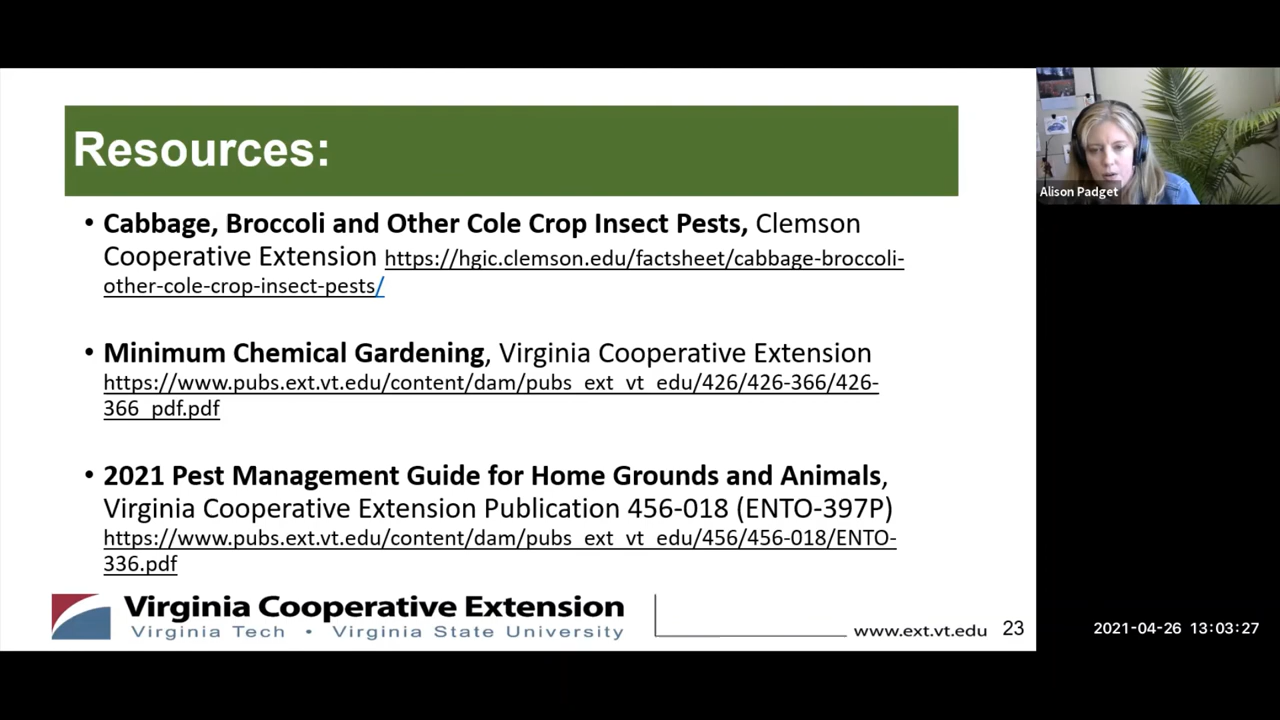 Resources:
• Cabbage, Broccoli and Other Cole Crop Insect Pests, Clemson
Cooperative Extension https://hgic.clemson.edu/factsheet/cabbage-broccoli-
other-cole-crop-insect-pests/
• Minimum Chemical Gardening, Virginia Cooperative Extension
https://www.pubs.ext.vt.edu/content/dam/pubs_ext_vt_edu/426/426-366/426-
366_pdf.pdf
• 2021 Pest Management Guide for Home Grounds and Animals,
Virginia Cooperative Extension Publication 456-018 (ENTO-397P)
https://www.pubs.ext.vt.edu/content/dam/pubs_ext_vt_edu/456/456-018/ENTO-
336.pdf
Virginia Cooperative Extension
Virginia Tech • Virginia State University
www.ext.vt.edu
23
Alison Padget
2021-04-26 13:03:27